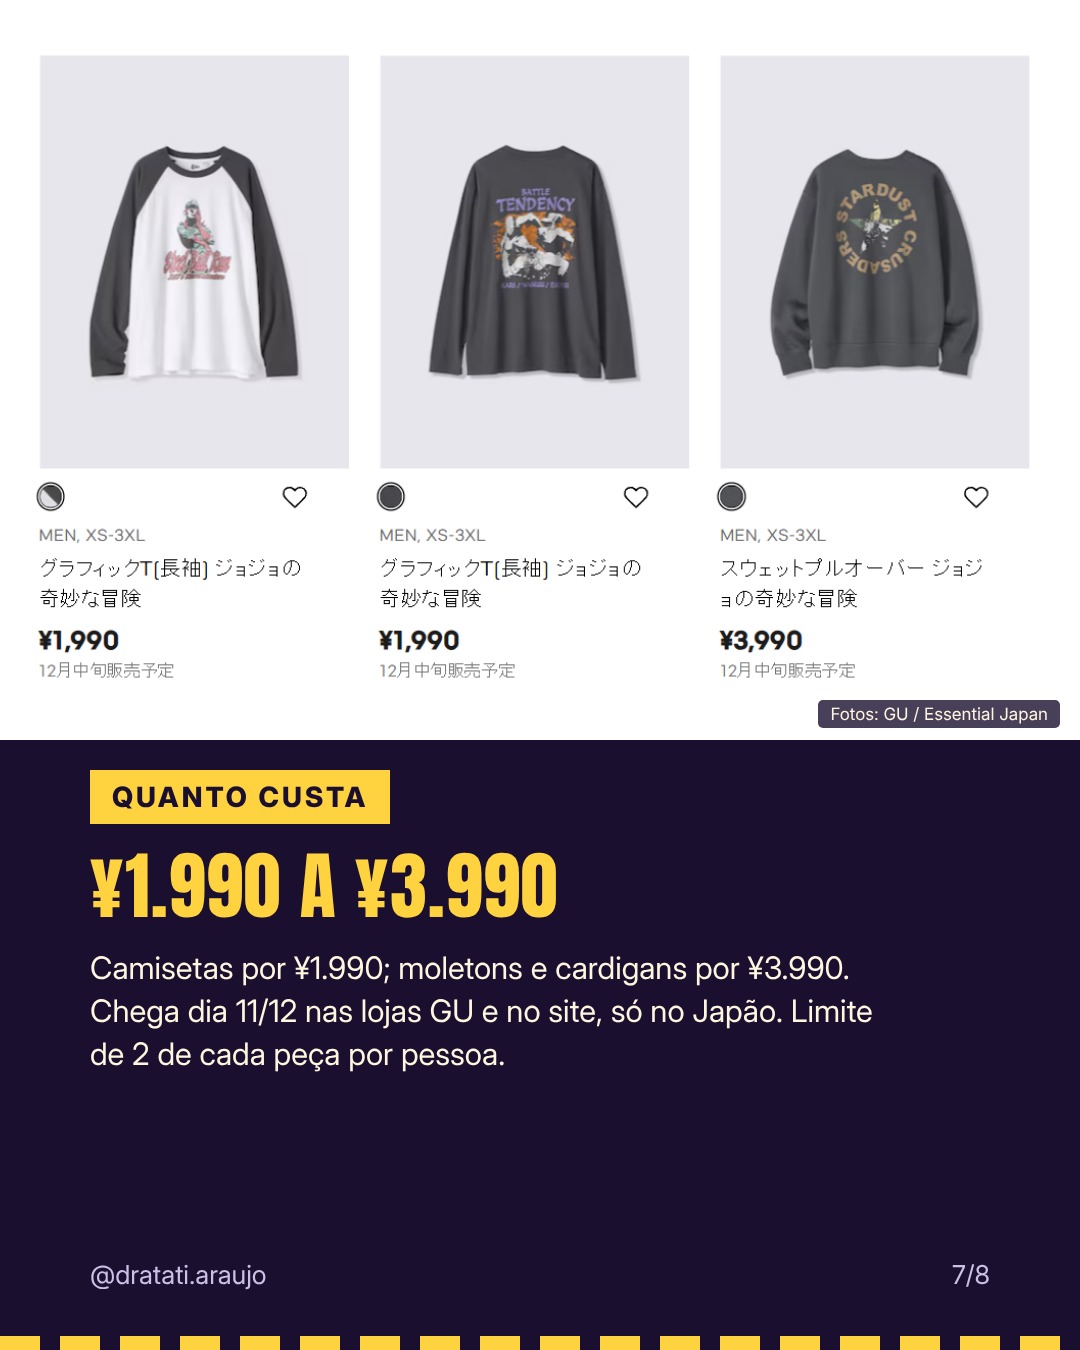 BATTLE
TENDENCY
STARDUST CRUSADERS
MEN, XS-3XL
グラフィックT(長袖) ジョジョの
奇妙な冒険
¥1,990
12月中旬販売予定
MEN, XS-3XL
グラフィックT(長袖) ジョジョの
奇妙な冒険
¥1,990
12月中旬販売予定
MEN, XS-3XL
スウェットプルオーバー ジョジ
ョの奇妙な冒険
¥3,990
12月中旬販売予定
Fotos: GU / Essential Japan
QUANTO CUSTA
¥1.990 A ¥3.990
Camisetas por ¥1.990; moletons e cardigans por ¥3.990.
Chega dia 11/12 nas lojas GU e no site, só no Japão. Limite
de 2 de cada peça por pessoa.
@dratati.araujo
7/8